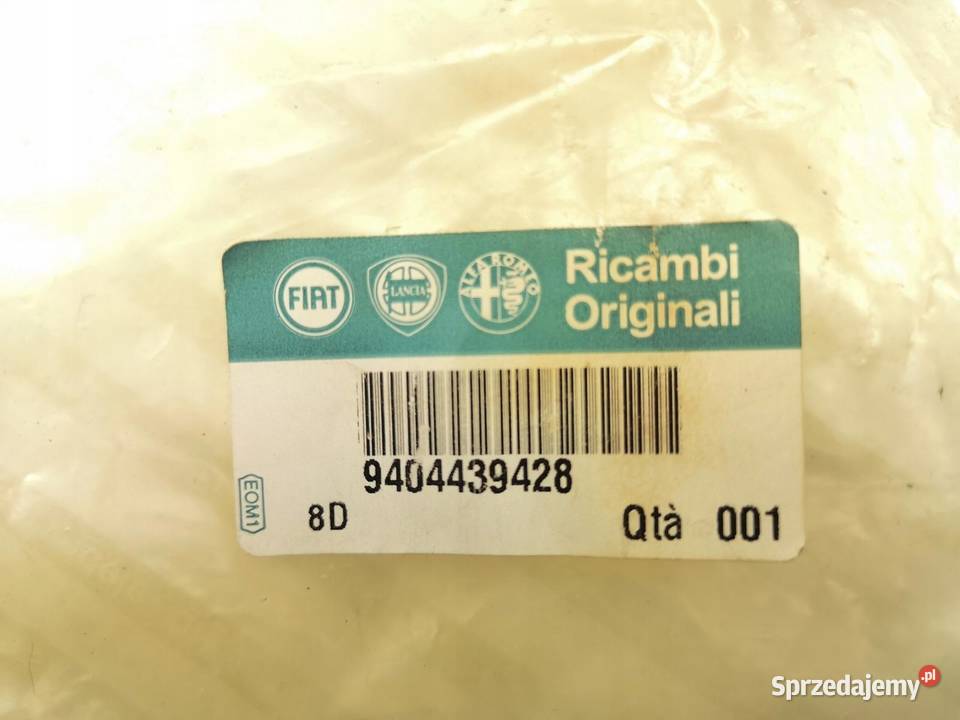 FIAT
LANCIA
ALFA ROMEO
Ricambi
Originali
9404439428
EOM1
8D
Qtà 001
Sprzedajemy.pl